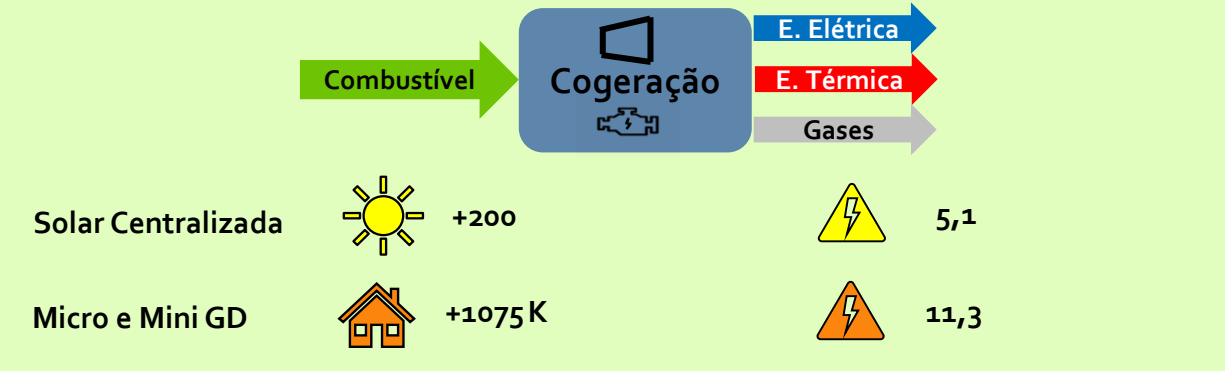 E. Elétrica
Combustível
Cogeração
E. Térmica
Gases
Solar Centralizada +200 5,1
Micro e Mini GD +1075 K 11,3